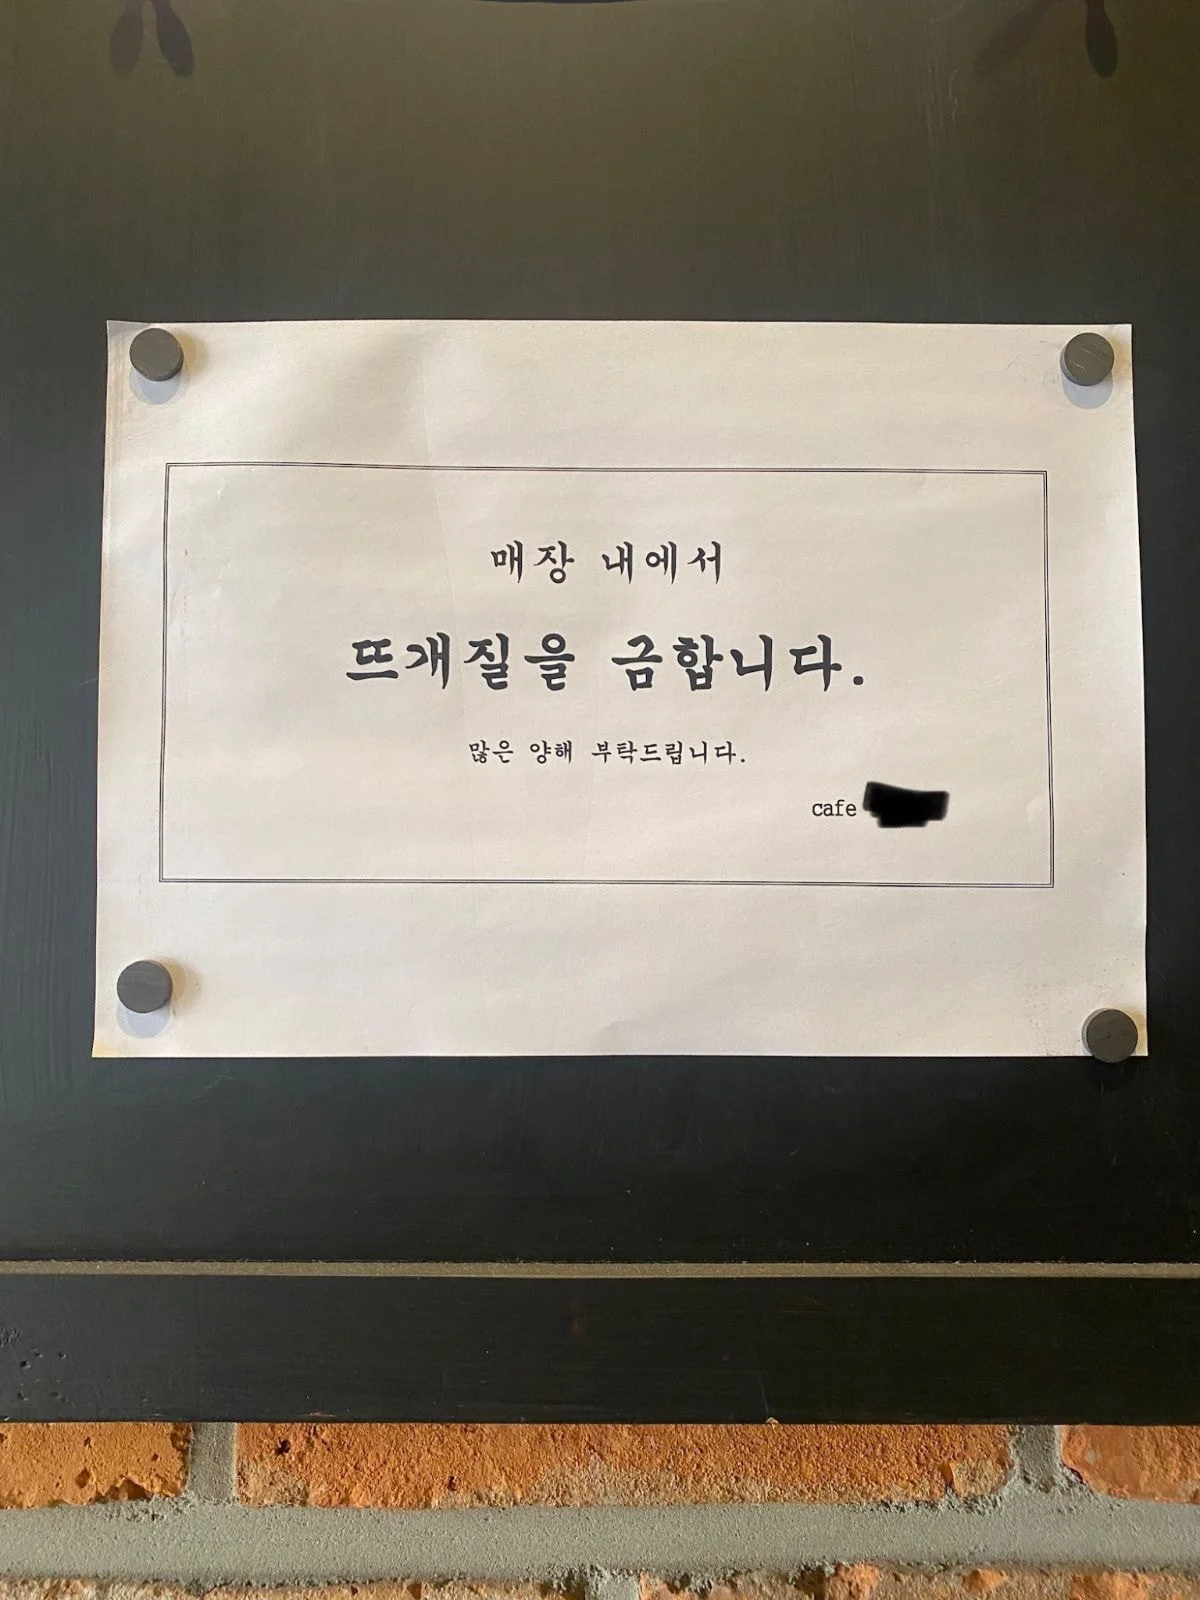 매장 내에서
뜨개질을 금합니다.
많은 양해 부탁드립니다.
cafe